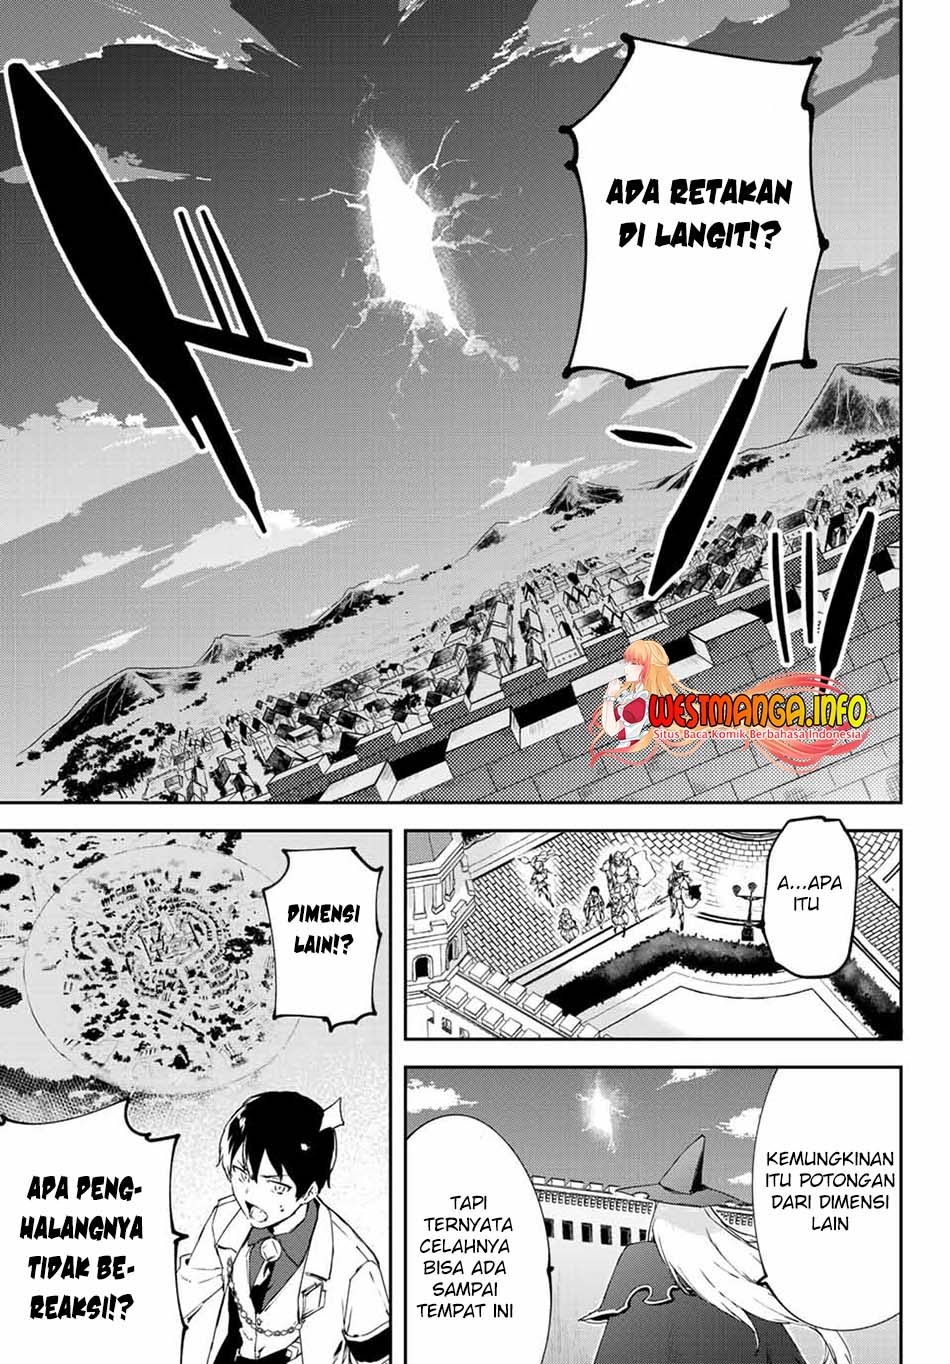 ADA RETAKAN
DI LANGIT!?
WESTMANGA.INFO
Situs Baca Komik Berbahasa Indonesia
A...APA
ITU
KEMUNGKINAN
ITU POTONGAN
DARI DIMENSI
LAIN
TAPI
TERNYATA
CELAHNYA
BISA ADA
SAMPAI
TEMPAT INI
DIMENSI
LAIN!?
APA PENG-
HALANGNYA
TIDAK BE-
REAKSI!?